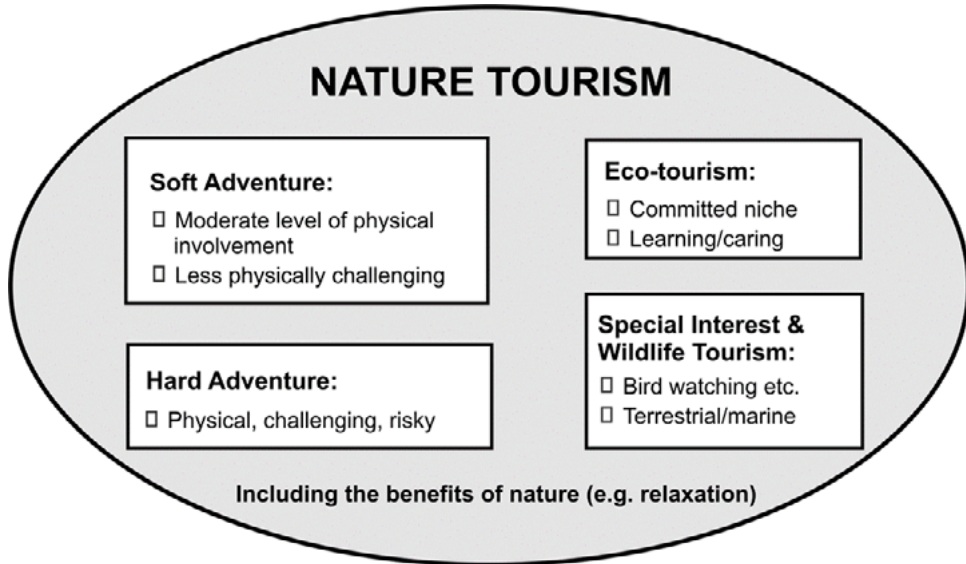 NATURE TOURISM
Soft Adventure:
▯ Moderate level of physical
involvement
▯ Less physically challenging
Hard Adventure:
▯ Physical, challenging, risky
Eco-tourism:
▯ Committed niche
▯ Learning/caring
Special Interest &
Wildlife Tourism:
▯ Bird watching etc.
▯ Terrestrial/marine
Including the benefits of nature (e.g. relaxation)